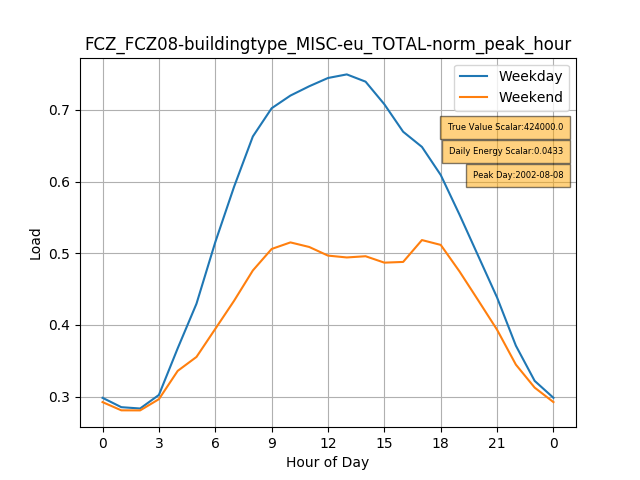 FCZ_FCZ08-buildingtype_MISC-eu_TOTAL-norm_peak_hour
Weekday
Weekend
True Value Scalar:424000.0
Daily Energy Scalar:0.0433
Peak Day:2002-08-08
0.7
0.6
0.5
0.4
0.3
Load
0 3 6 9 12 15 18 21 0
Hour of Day